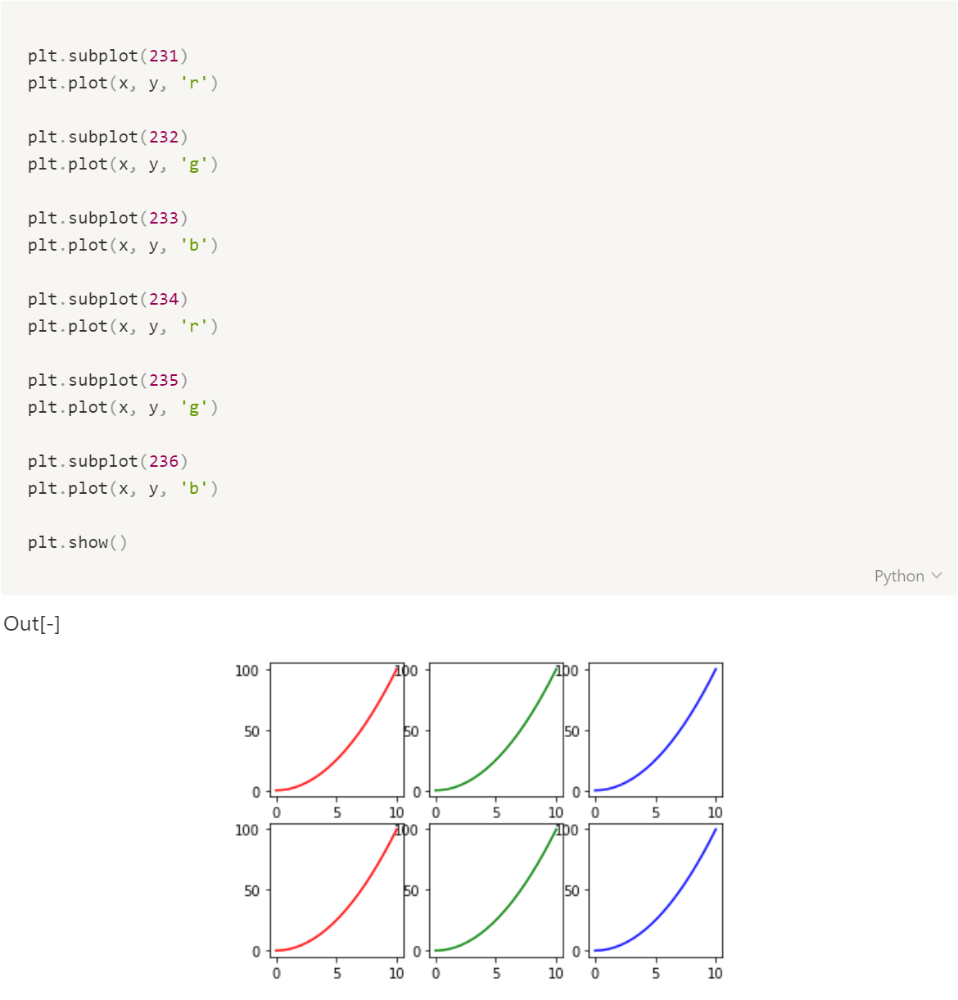 plt.subplot(231)
plt.plot(x, y, 'r')
plt.subplot(232)
plt.plot(x, y, 'g')
plt.subplot(233)
plt.plot(x, y, 'b')
plt.subplot(234)
plt.plot(x, y, 'r')
plt.subplot(235)
plt.plot(x, y, 'g')
plt.subplot(236)
plt.plot(x, y, 'b')
plt.show()
Python
Out[-]
100 100 100
50 50 50
0 0 0
0 5 10 0 5 10 0 5 10
100 100 100
50 50 50
0 0 0
0 5 10 0 5 10 0 5 10